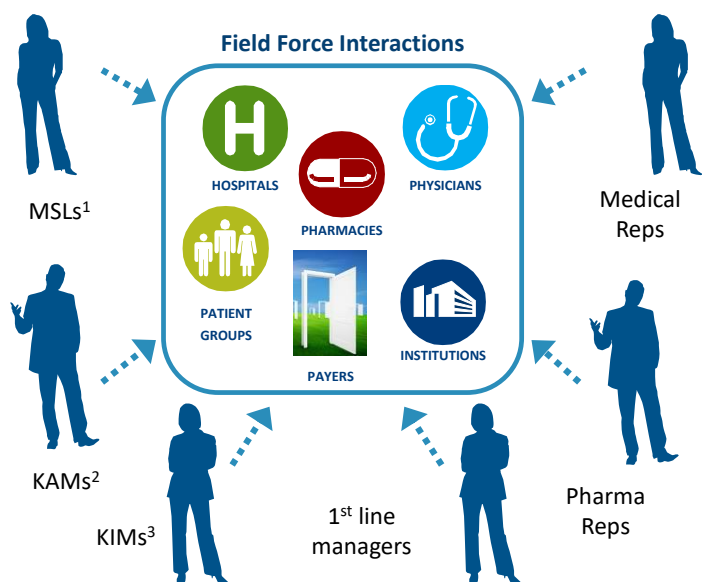 Field Force Interactions
HOSPITALS
PHYSICIANS
PHARMACIES
MSLs¹
Medical
Reps
PATIENT
GROUPS
INSTITUTIONS
PAYERS
KAMs²
KIMs³
1st line
managers
Pharma
Reps